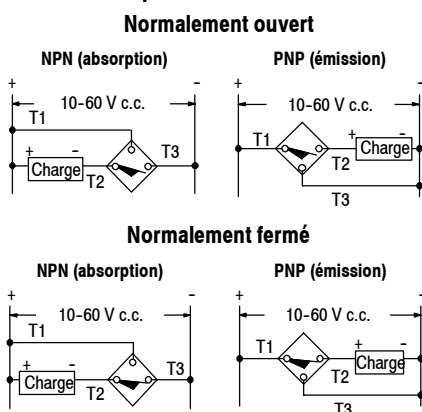 Normalement ouvert
NPN (absorption) PNP (émission)
+ - + -
10-60 V c.c. 10-60 V c.c.
T1 T3 T1 + -
+ - Charge
Charge T2 T2
T3
Normalement fermé
NPN (absorption) PNP (émission)
+ - + -
10-60 V c.c. 10-60 V c.c.
T1 T3 T1 + -
+ - Charge
Charge T2 T2
T3